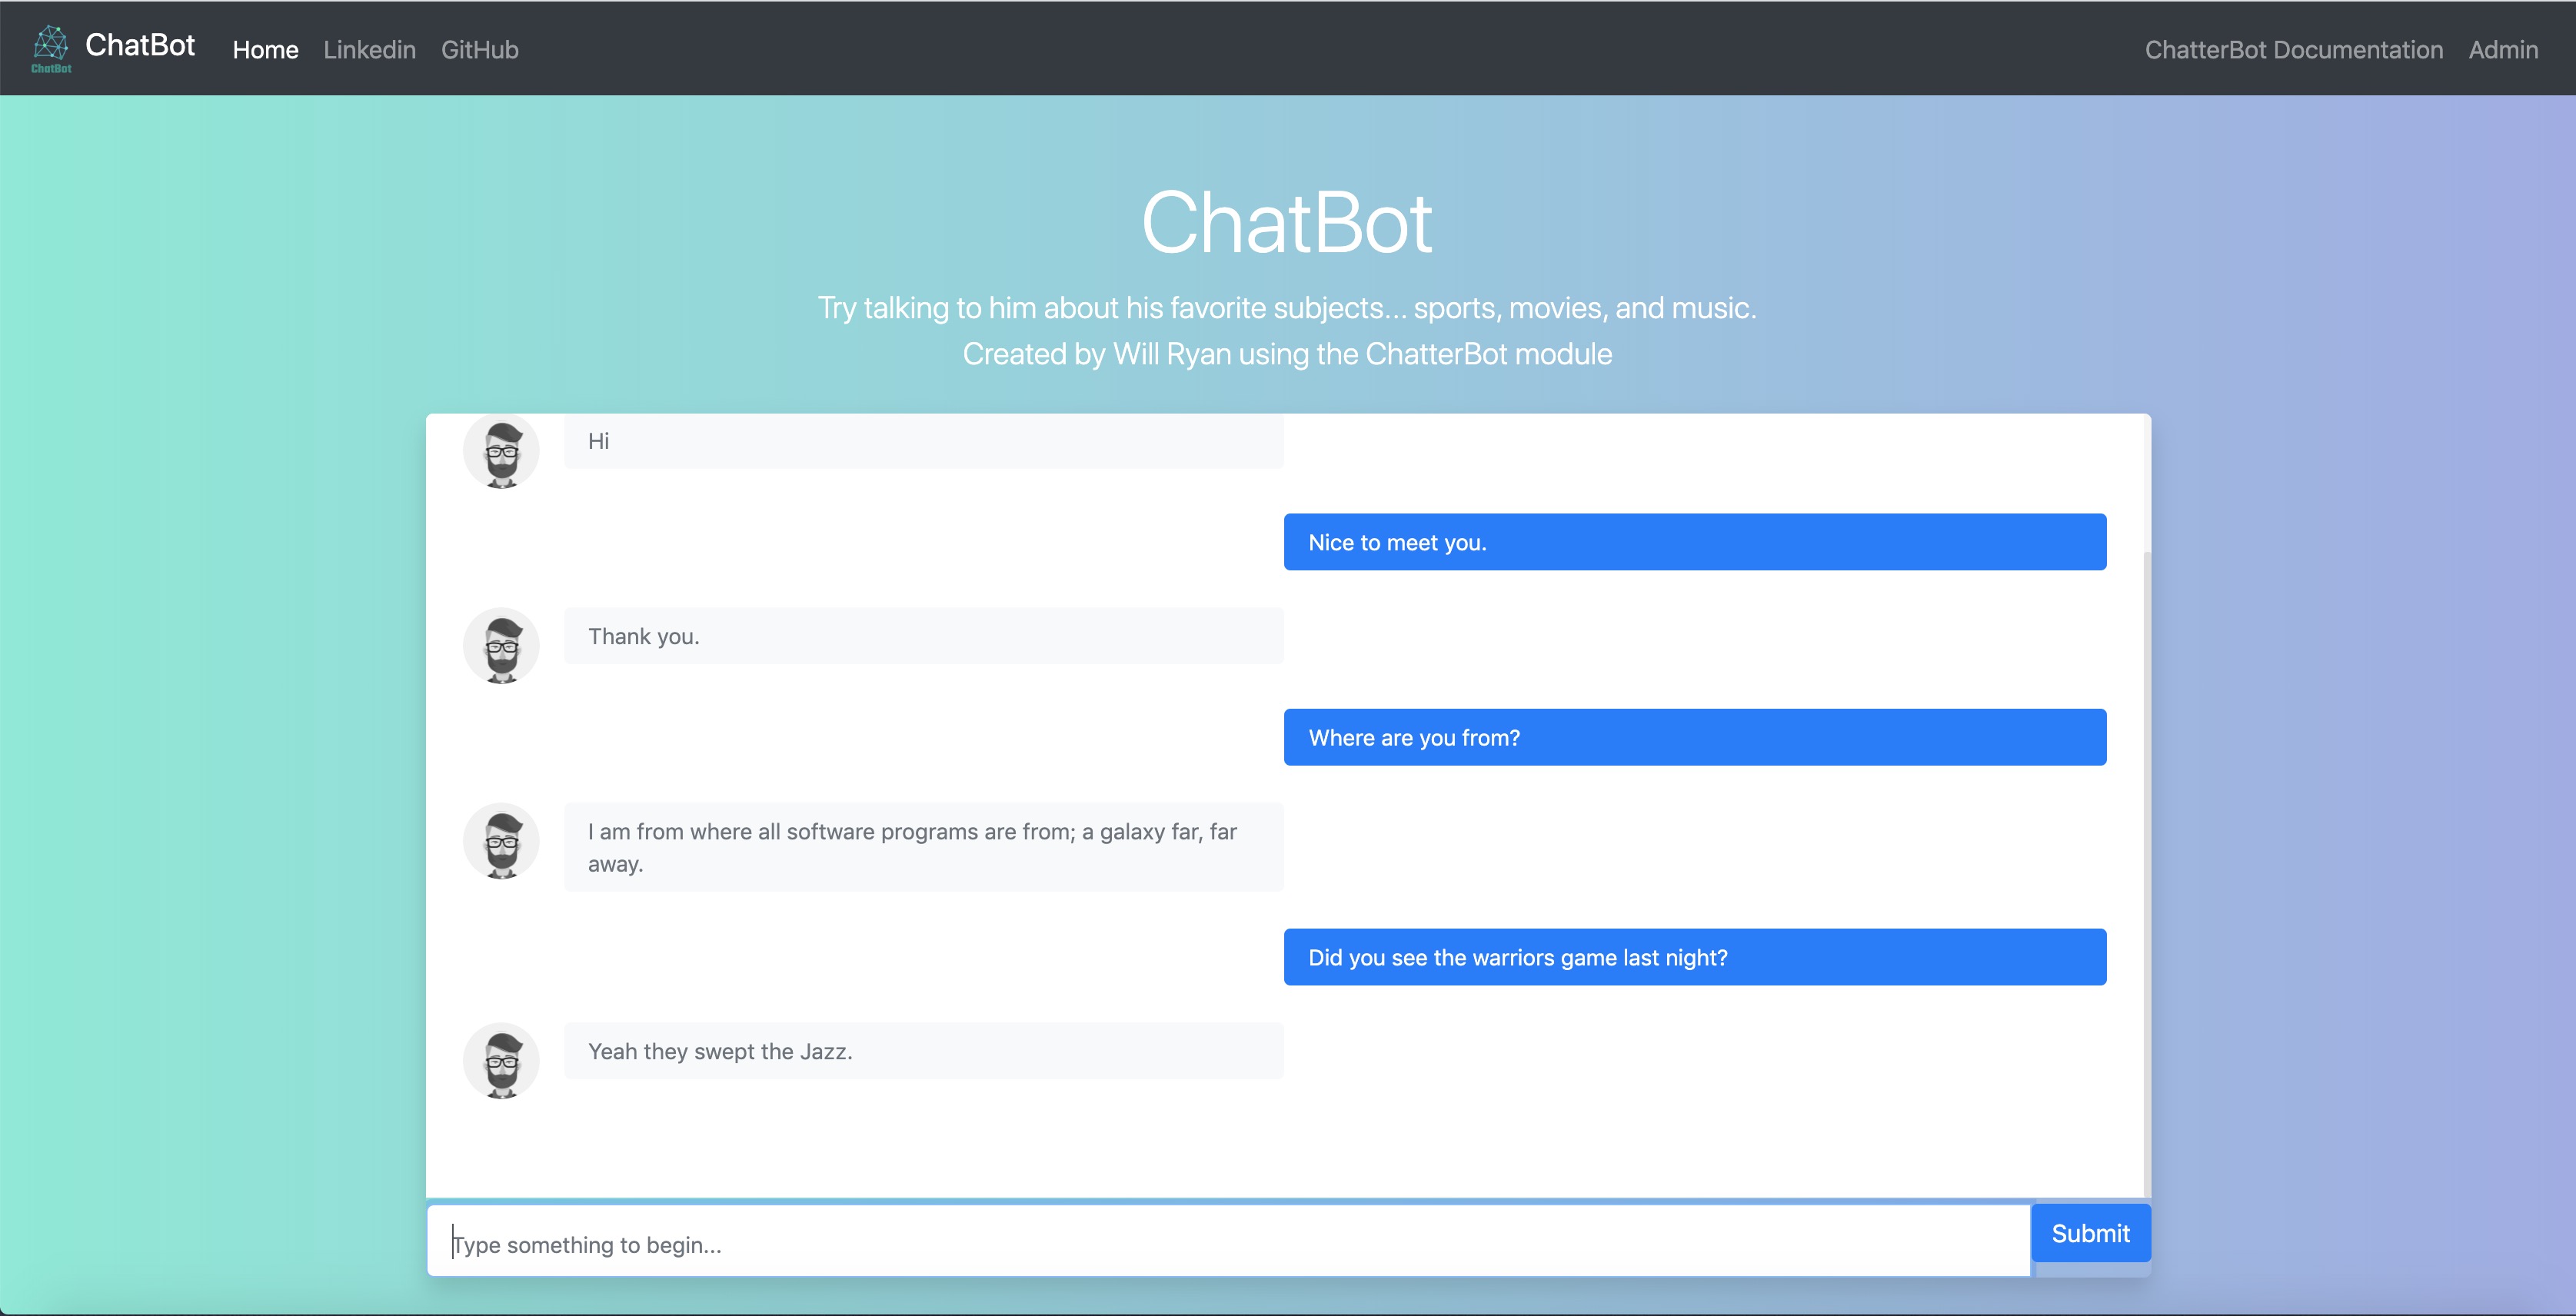 ChatBot
ChatBot
Home
Linkedin
GitHub
ChatterBot Documentation
Admin
ChatBot
Try talking to him about his favorite subjects... sports, movies, and music.
Created by Will Ryan using the ChatterBot module
Hi
Nice to meet you.
Thank you.
Where are you from?
I am from where all software programs are from; a galaxy far, far
away.
Did you see the warriors game last night?
Yeah they swept the Jazz.
Type something to begin...
Submit